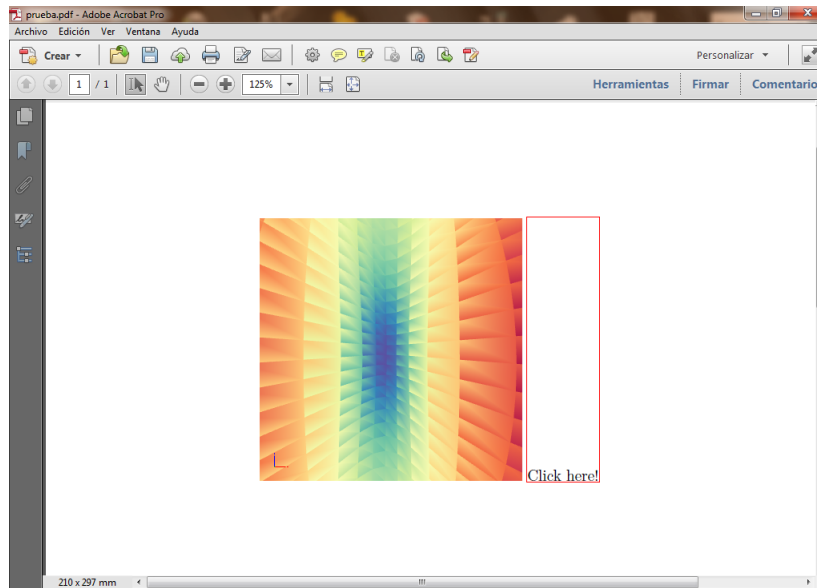 prueba.pdf - Adobe Acrobat Pro
Archivo Edición Ver Ventana Ayuda
Crear Personalizar
1 / 1 125% Herramientas Firmar Comentario
Click here!
210 x 297 mm